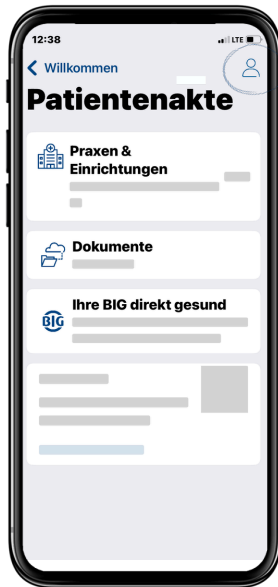 12:38
LTE
Willkommen
Patientenakte
Praxen &
Einrichtungen
Dokumente
Ihre BIG direkt gesund
BIG